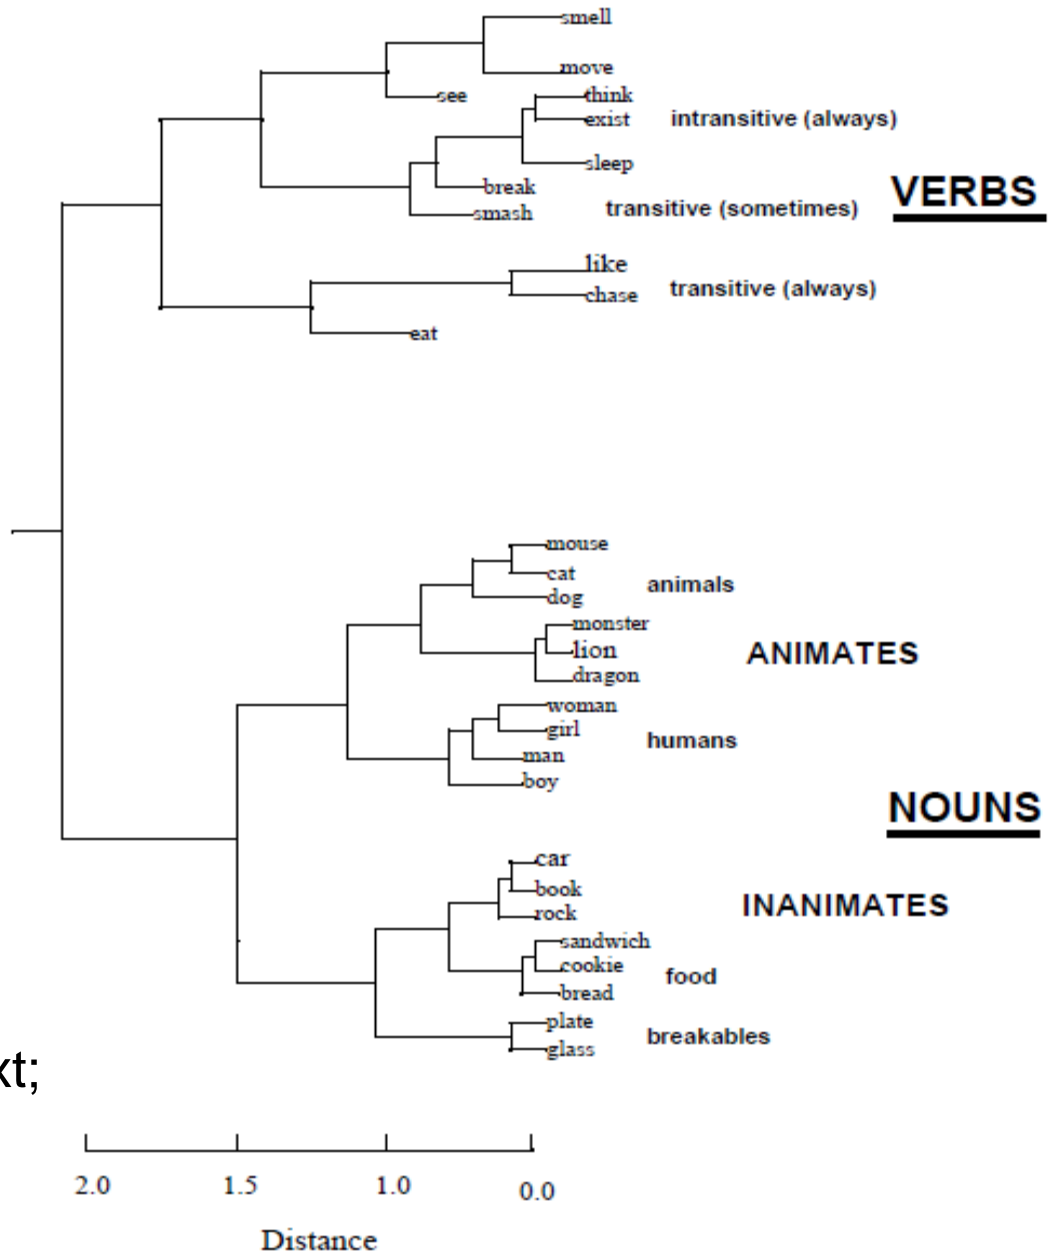 smell
move
see
think
exist
intransitive (always)
sleep
break
VERBS
smash
transitive (sometimes)
like
chase
transitive (always)
eat
mouse
cat
animals
dog
monster
lion
ANIMATES
dragon
woman
girl
humans
man
boy
NOUNS
car
book
INANIMATES
rock
sandwich
cookie
food
bread
plate
breakables
glass
xt;
2.0 1.5 1.0 0.0
Distance